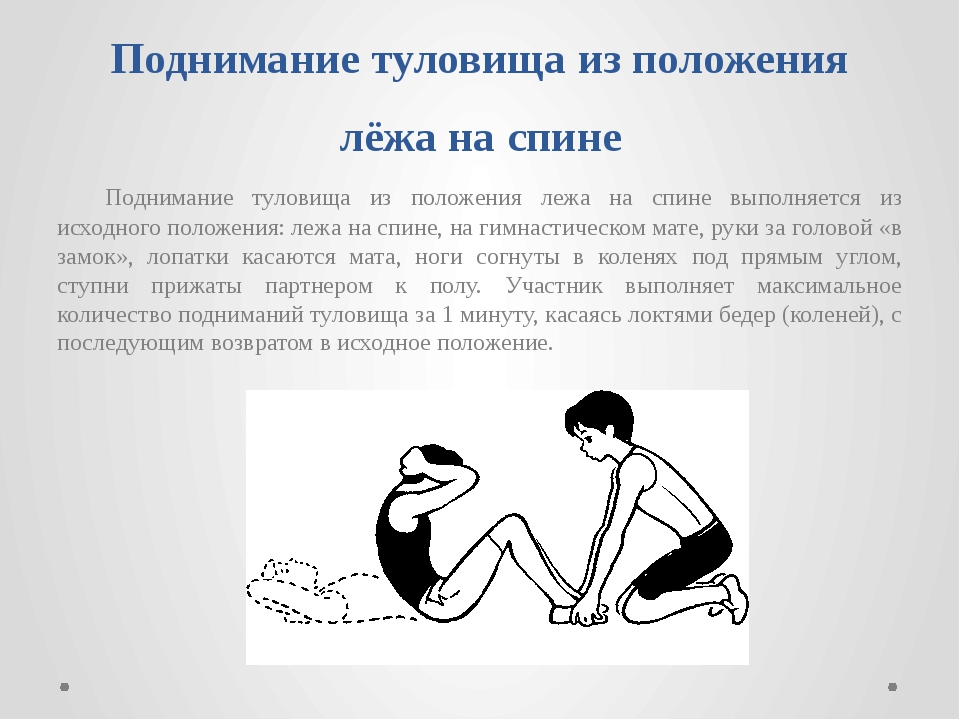 Поднимание туловища из положения
лёжа на спине
Поднимание туловища из положения лежа на спине выполняется из
исходного положения: лежа на спине, на гимнастическом мате, руки за головой «в
замок», лопатки касаются мата, ноги согнуты в коленях под прямым углом,
ступни прижаты партнером к полу. Участник выполняет максимальное
количество подниманий туловища за 1 минуту, касаясь локтями бедер (коленей), с
последующим возвратом в исходное положение.